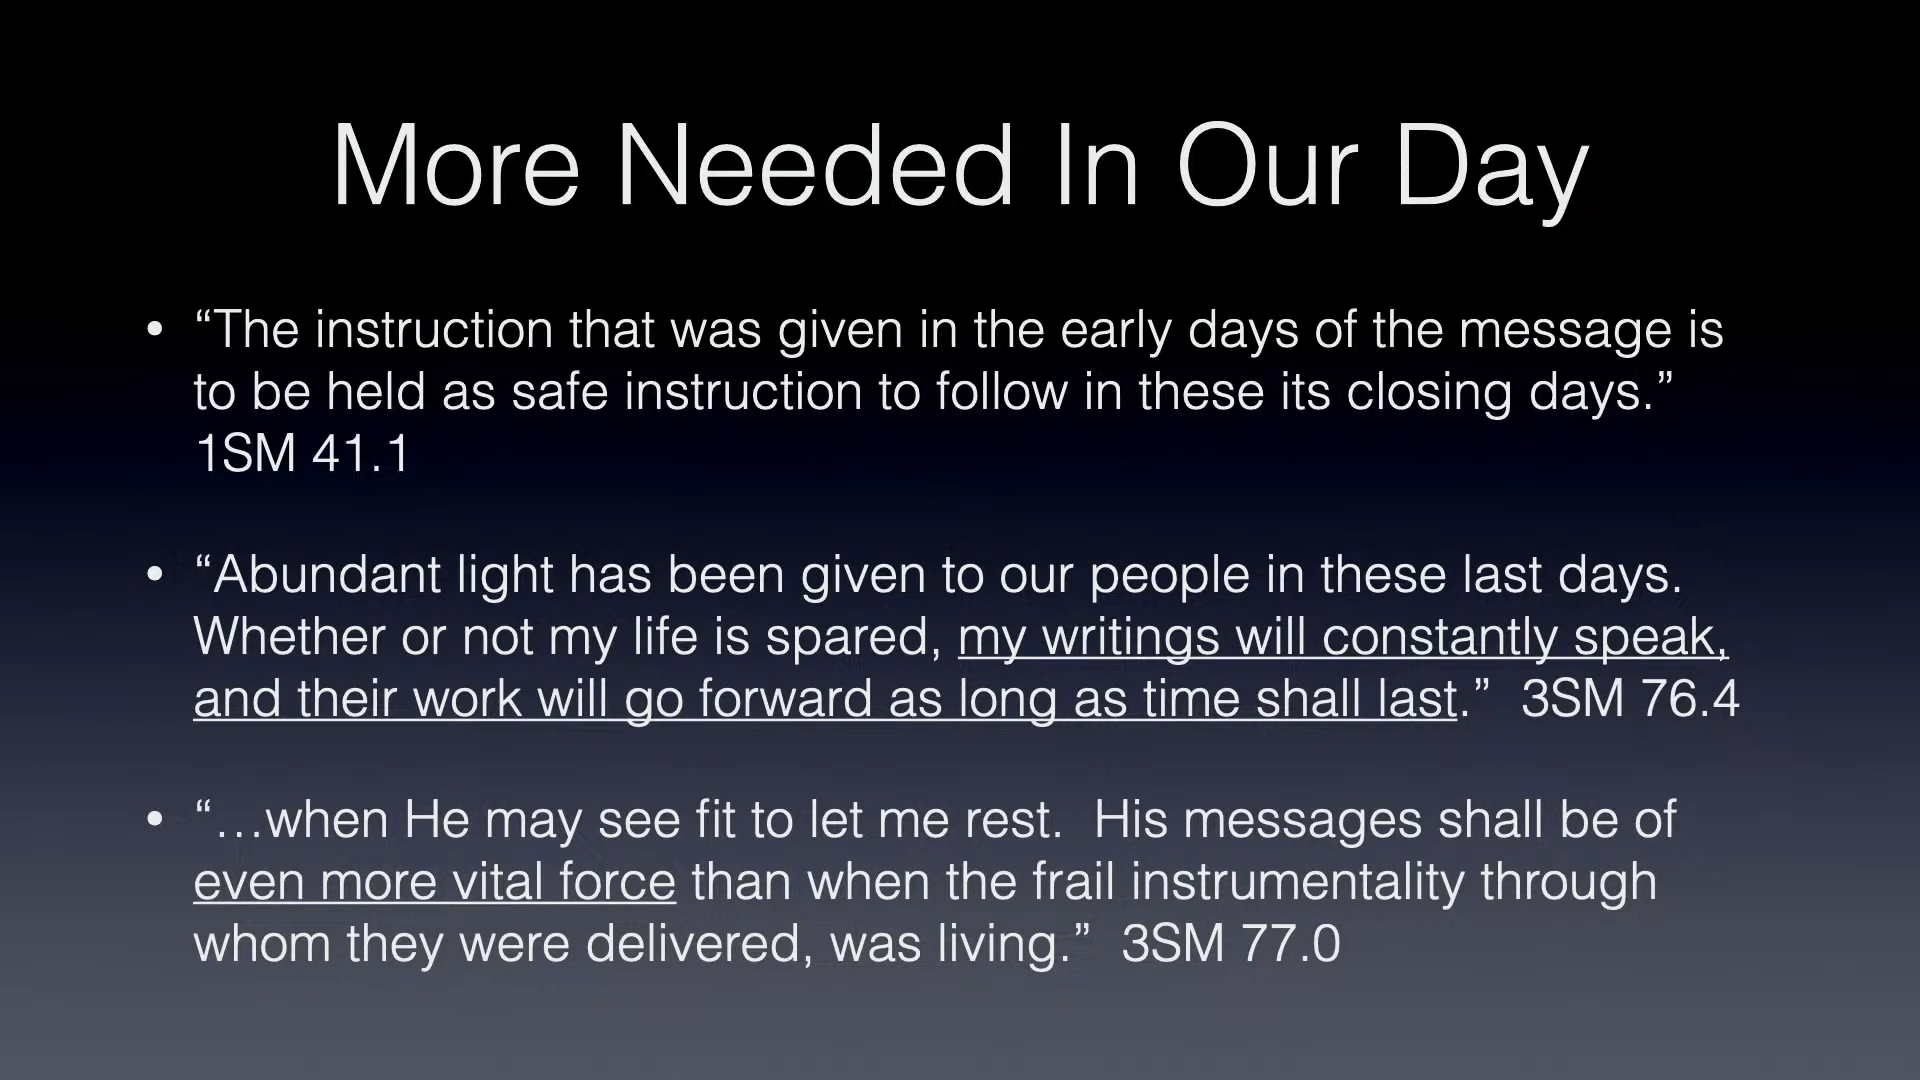 More Needed In Our Day
• “The instruction that was given in the early days of the message is
to be held as safe instruction to follow in these its closing days.”
1SM 41.1
• “Abundant light has been given to our people in these last days.
Whether or not my life is spared, my writings will constantly speak,
and their work will go forward as long as time shall last.”  3SM 76.4
• “…when He may see fit to let me rest.  His messages shall be of
even more vital force than when the frail instrumentality through
whom they were delivered, was living.”  3SM 77.0